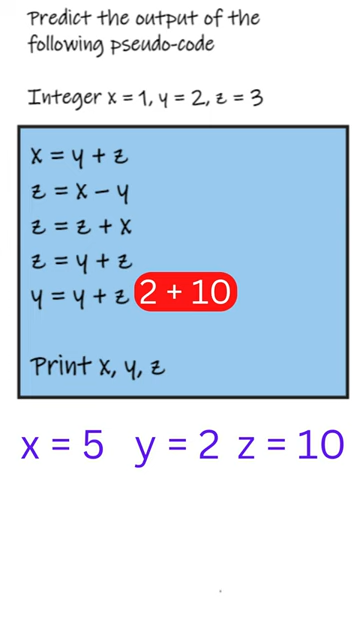 Predict the output of the
following pseudo-code
Integer x = 1, y = 2, z = 3
x = y + z
z = x - y
z = z + x
z = y + z
y = y + z 2 + 10
Print x, y, z
x = 5 y = 2 z = 10